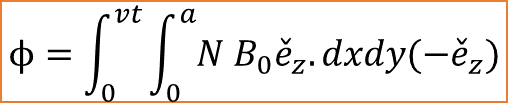 ϕ = ∫₀^{vt} ∫₀^{a} N B₀ě_z. dxdy(−ě_z)